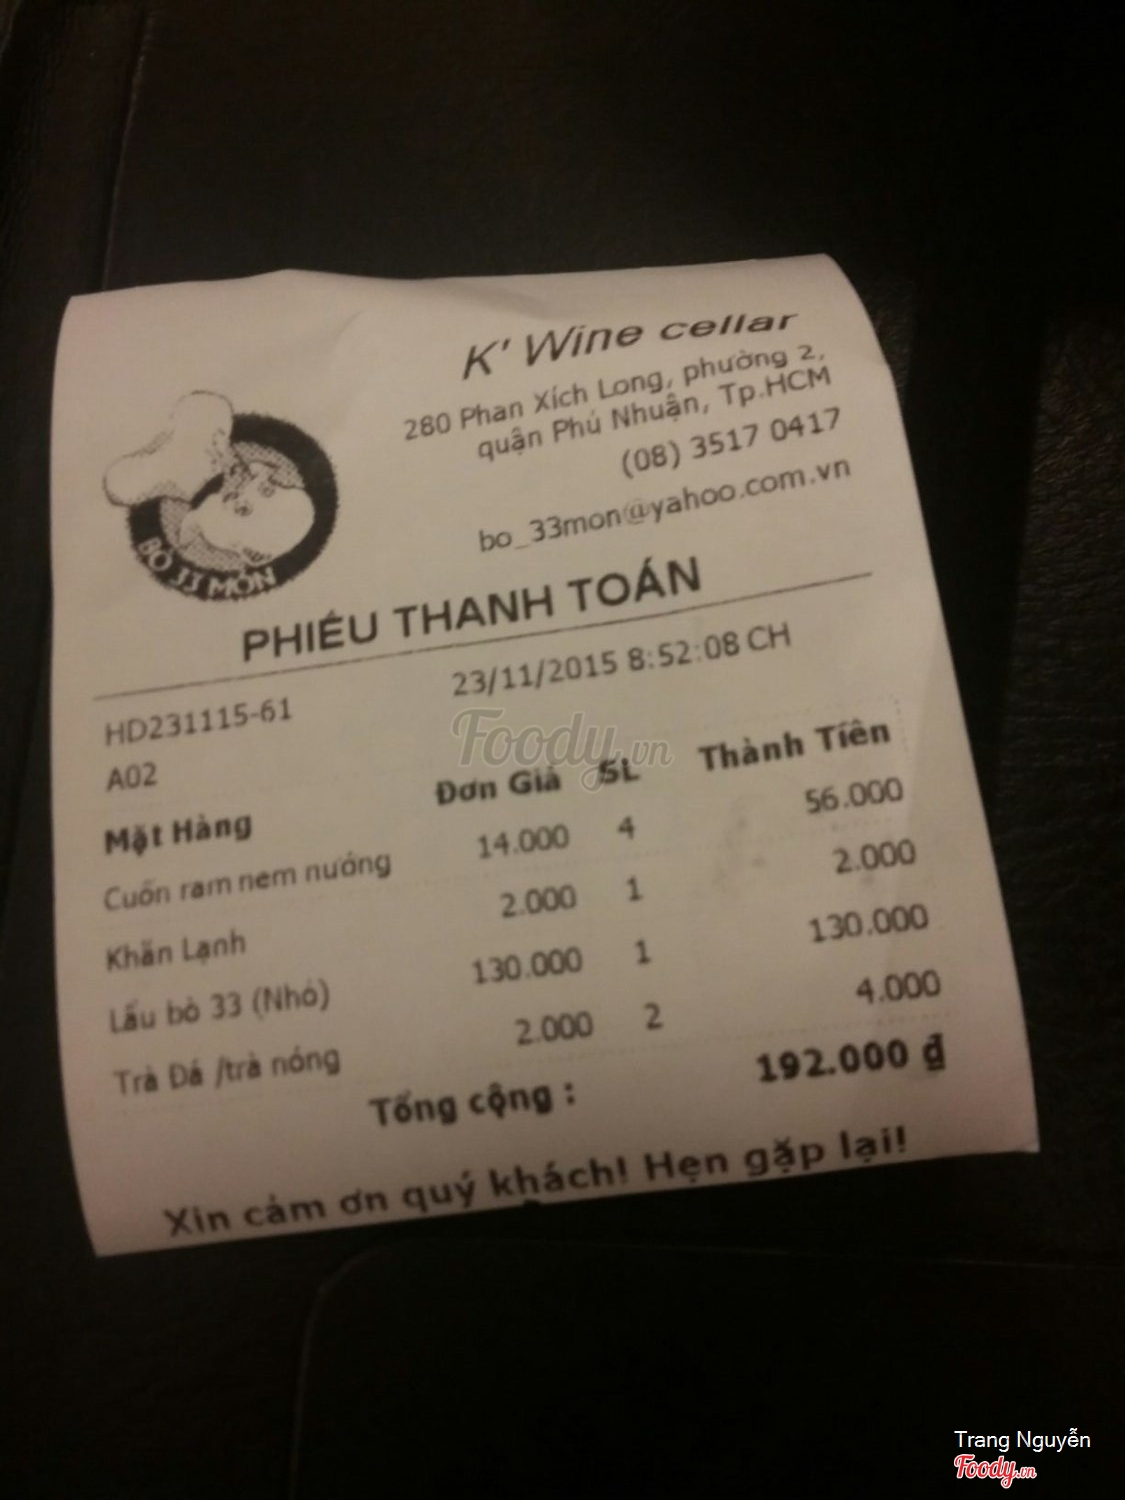 K' Wine cellar
280 Phan Xích Long, phường 2,
quận Phú Nhuận, Tp.HCM
(08) 3517 0417
bo_33mon@yahoo.com.vn
BÒ 33 MÓN
PHIẾU THANH TOÁN
HD231115-61 23/11/2015 8:52:08 CH
A02
Mặt Hàng Đơn Giá SL Thành Tiền
Cuốn ram nem nướng 14.000 4 56.000
Khăn Lạnh 2.000 1 2.000
Lẩu bò 33 (Nhỏ) 130.000 1 130.000
Trà Đá /trà nóng 2.000 2 4.000
Tổng cộng : 192.000 ₫
Xin cảm ơn quý khách! Hẹn gặp lại!
Foody.vn
Trang Nguyễn
Foody.vn